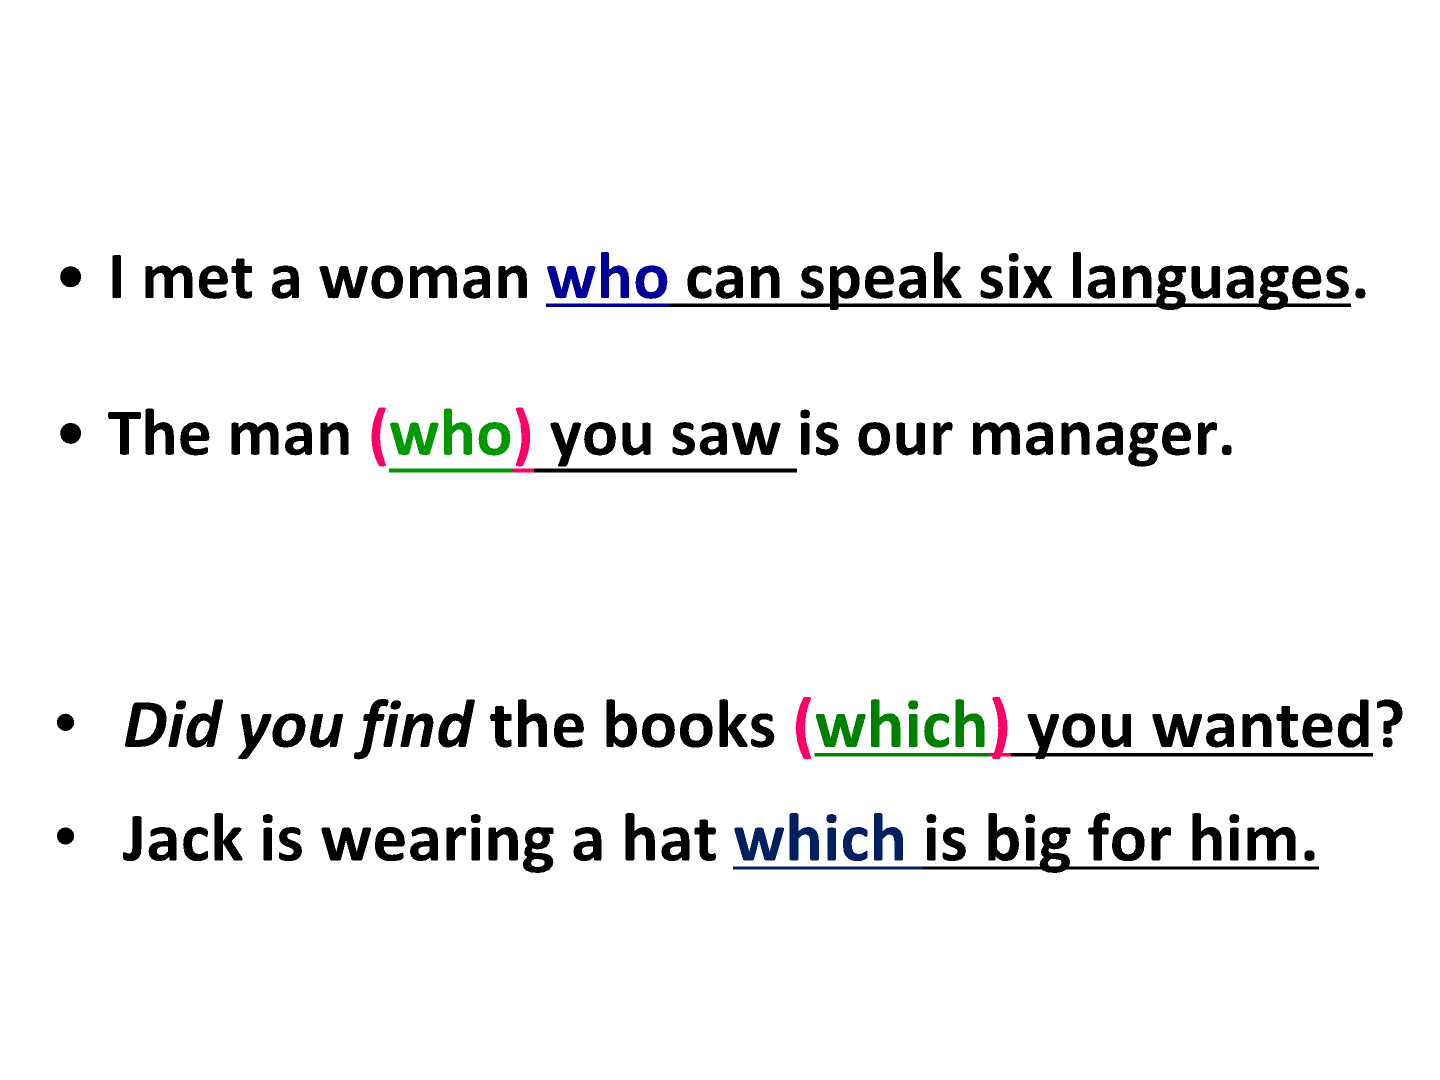 • I met a woman who can speak six languages.
• The man (who) you saw is our manager.
• Did you find the books (which) you wanted?
• Jack is wearing a hat which is big for him.